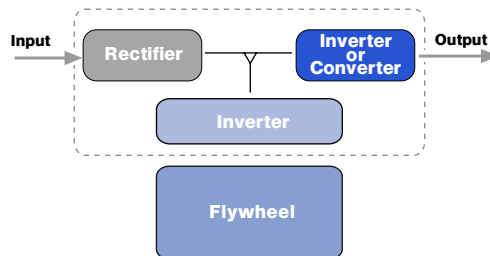 Input
Rectifier
Inverter
or
Converter
Output
Inverter
Flywheel